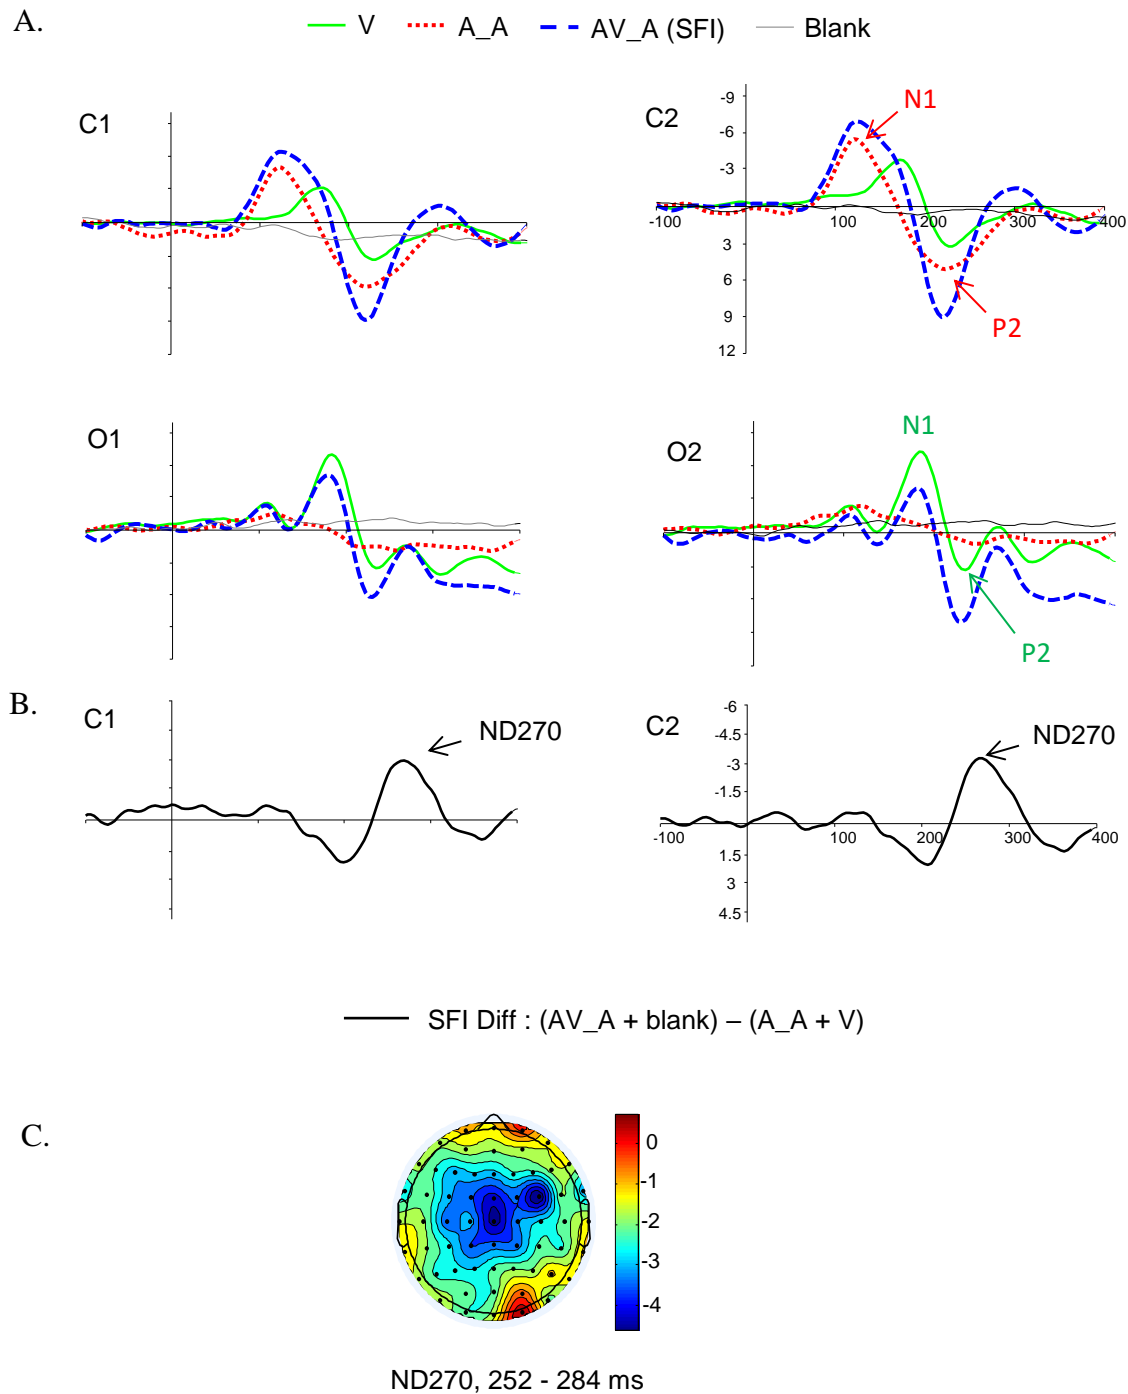 A.
V A_A AV_A (SFI) Blank
C1
C2
-9
-6
-3
3
6
9
12
-100 100 200 300 400
N1
P2
O1
O2
N1
P2
B.
C1
ND270
C2
-6
-4.5
-3
-1.5
1.5
3
4.5
-100 100 200 300 400
ND270
SFI Diff : (AV_A + blank) – (A_A + V)
C.
0
-1
-2
-3
-4
ND270, 252 - 284 ms